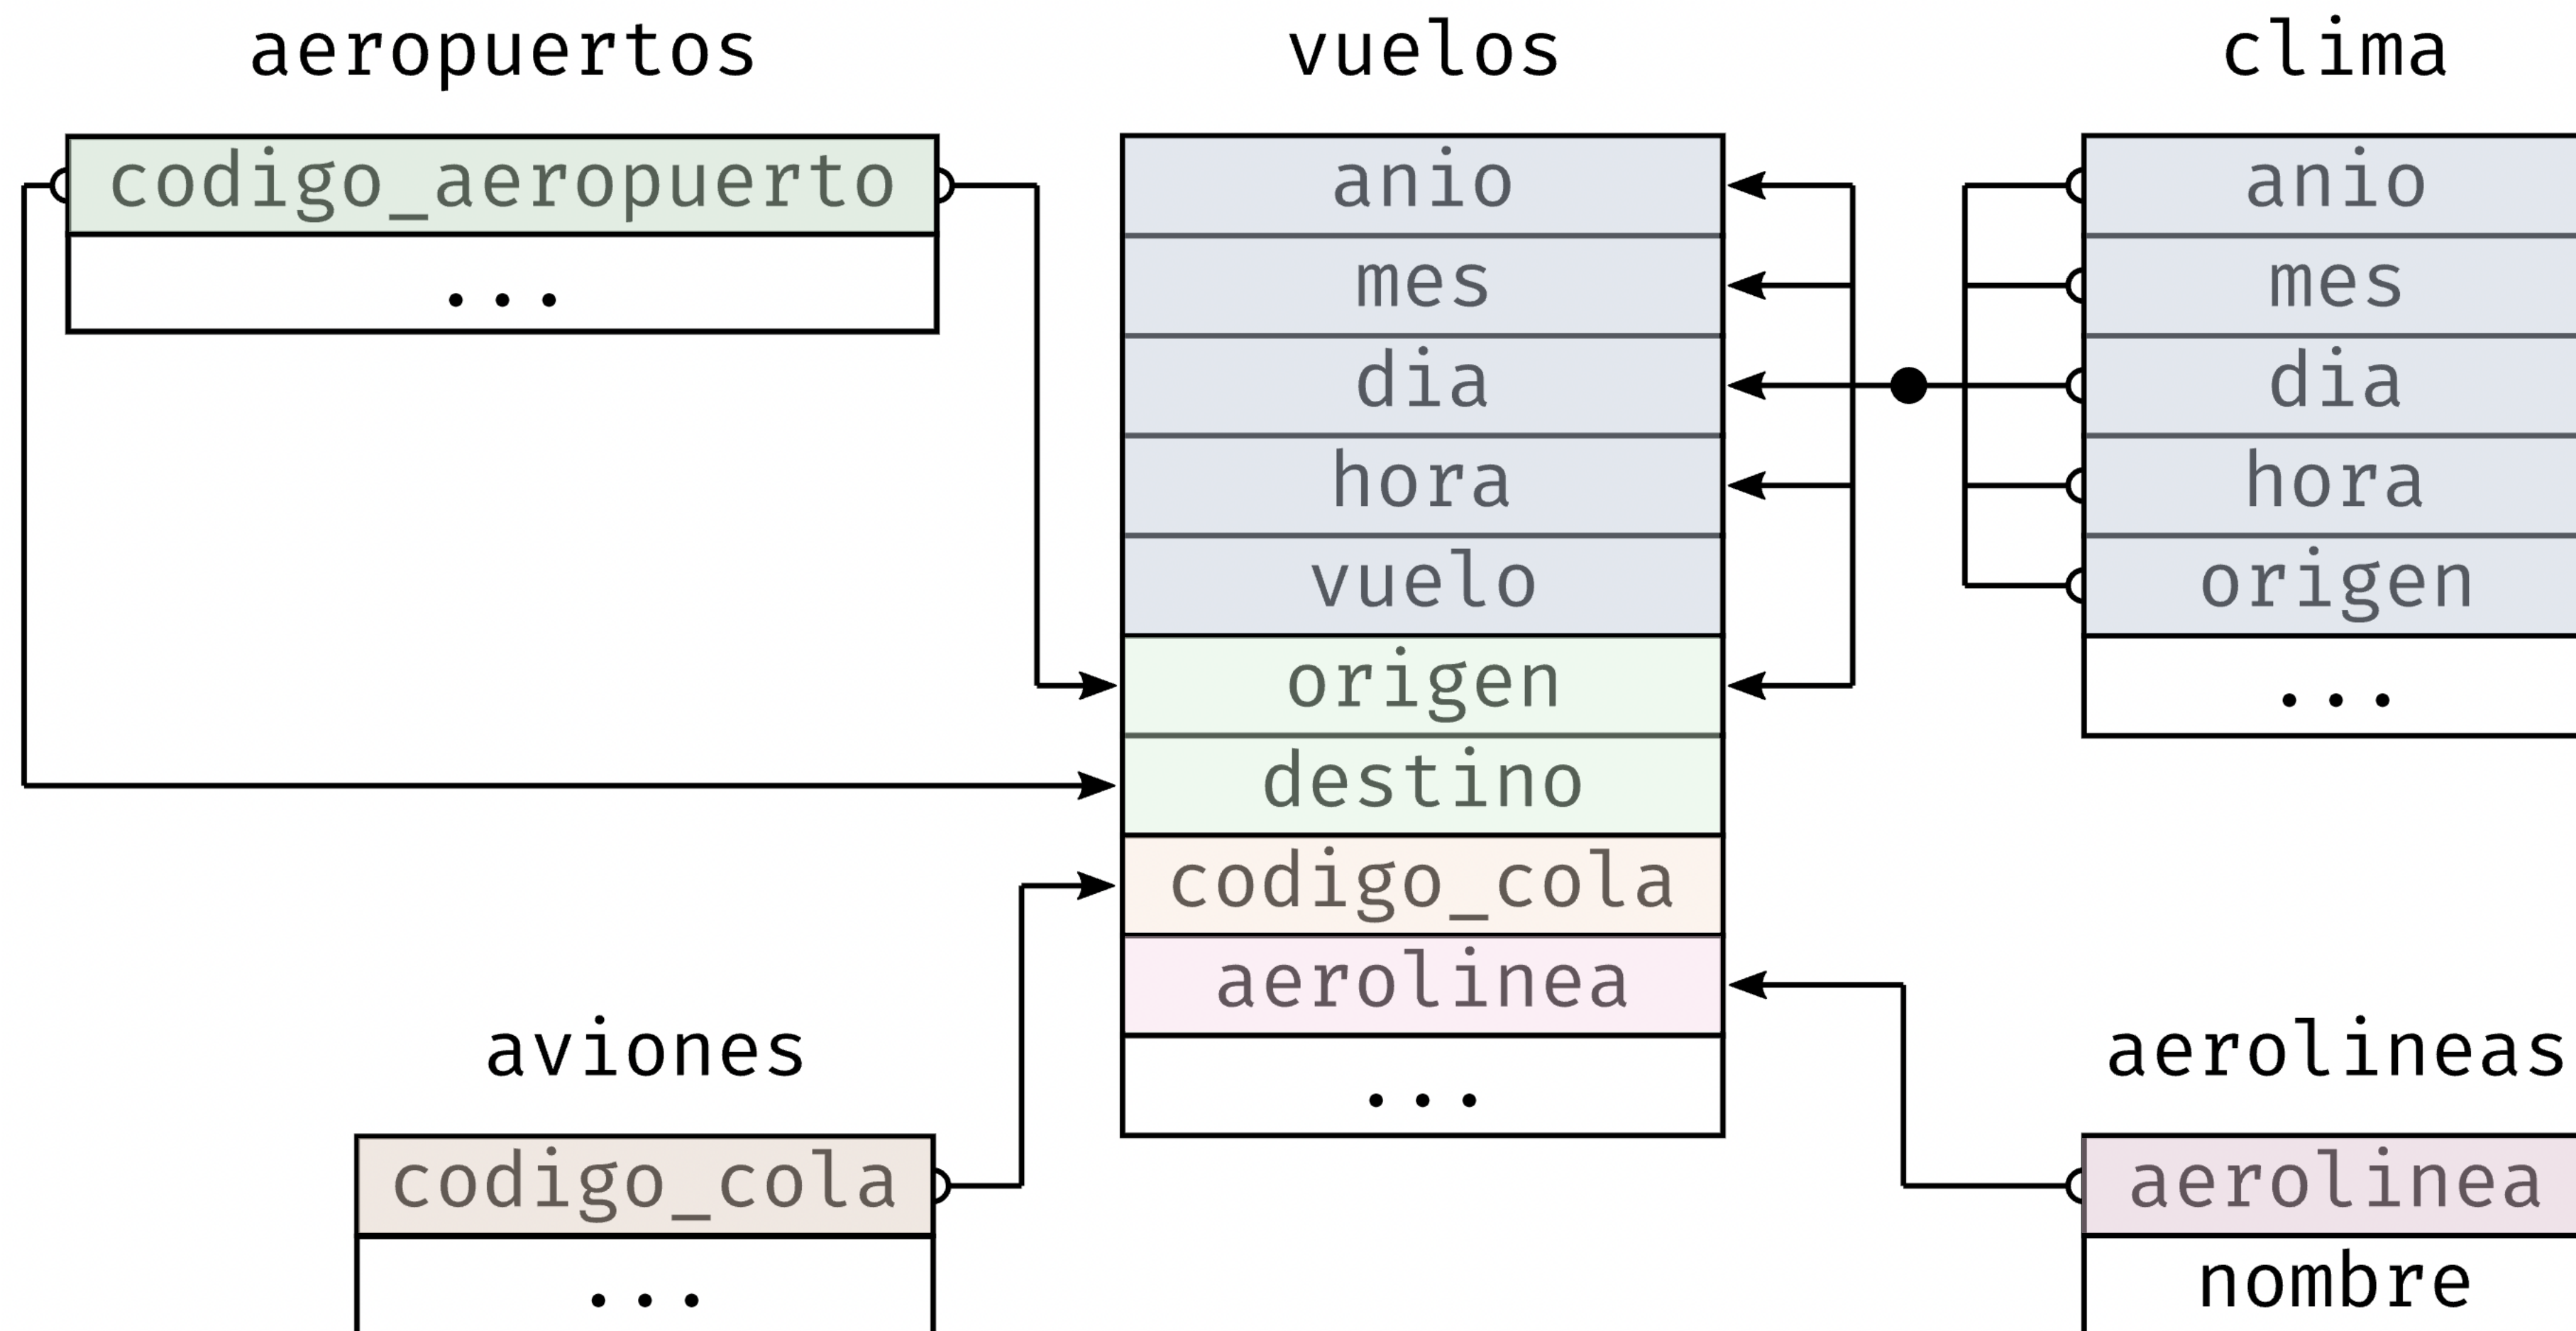 aeropuertos
codigo_aeropuerto
...
vuelos
anio
mes
dia
hora
vuelo
origen
destino
codigo_cola
aerolinea
...
clima
anio
mes
dia
hora
origen
...
aviones
codigo_cola
...
aerolineas
aerolinea
nombre